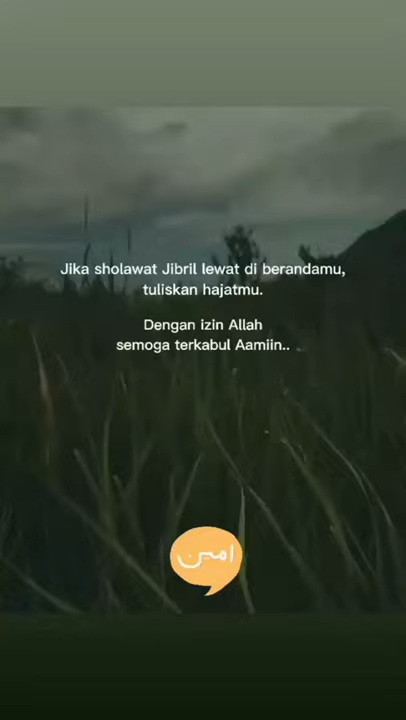 Jika sholawat Jibril lewat di berandamu,
tuliskan hajatmu.
Dengan izin Allah
semoga terkabul Aamiin..
امين